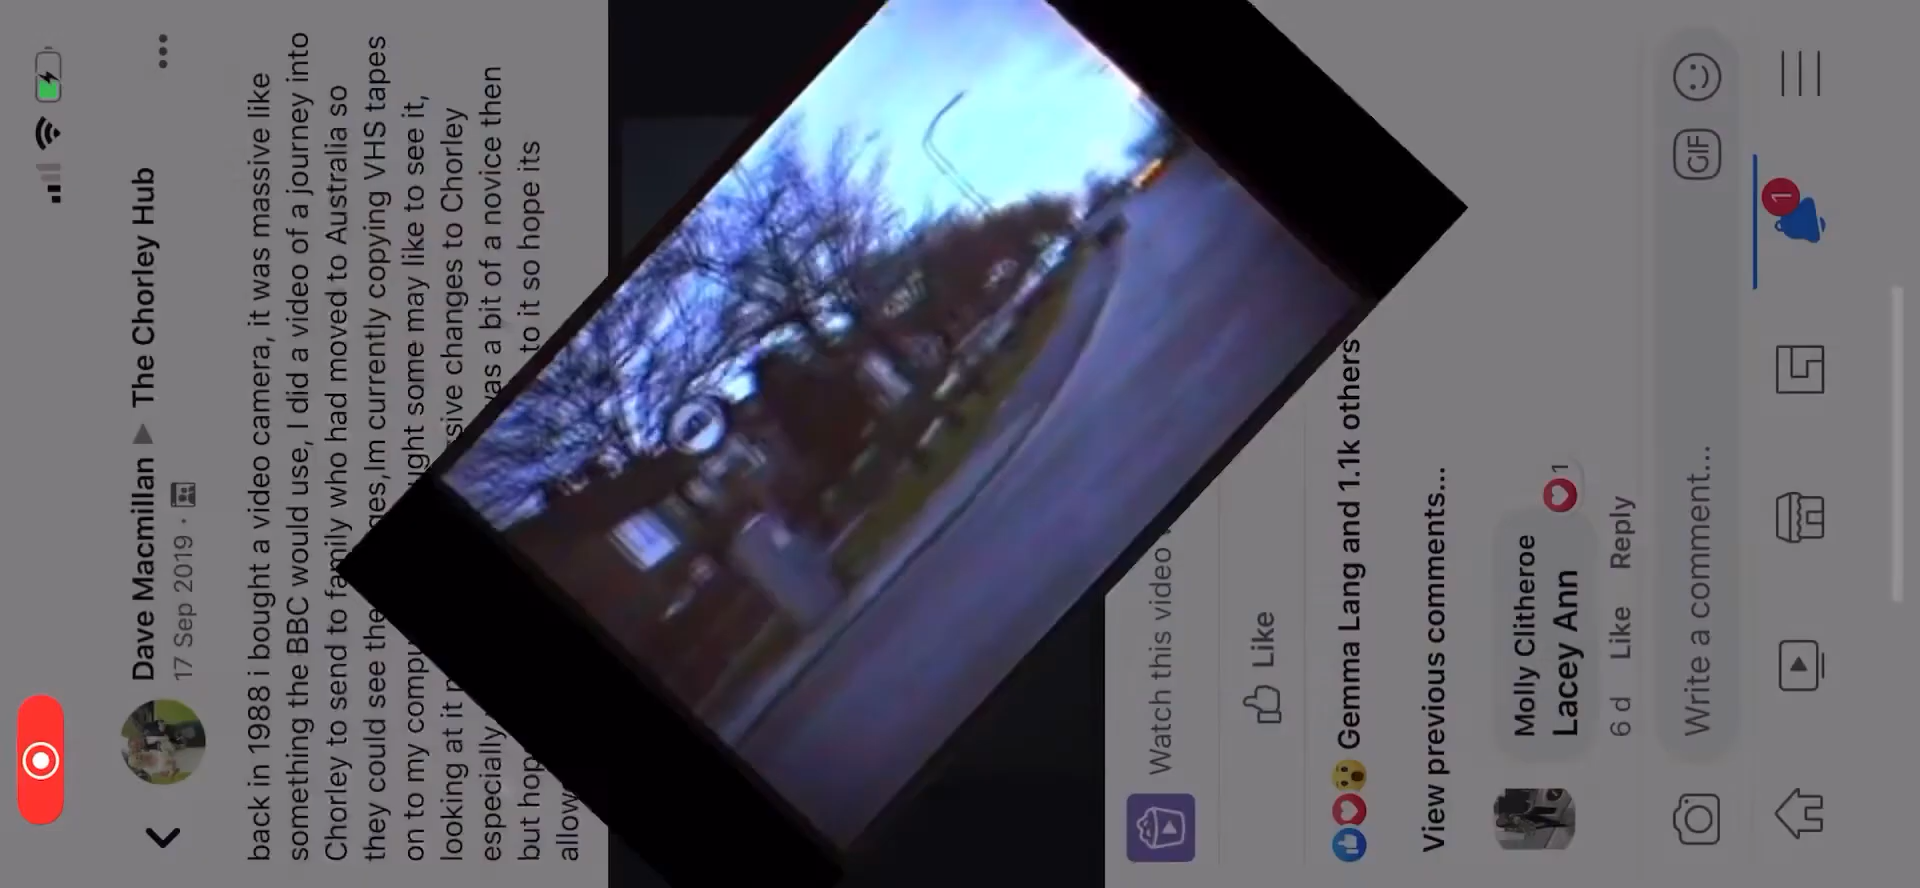 Dave Macmillan ▶ The Chorley Hub
17 Sep 2019 ·
back in 1988 i bought a video camera, it was massive like
something the BBC would use, I did a video of a journey into
Chorley to send to family who had moved to Australia so
they could see the ges,Im currently copying VHS tapes
on to my ught some may like to see it,
looking at it sive changes to Chorley
especially was a bit of a novice then
but to it so hope its
Watch this video
Like
Gemma Lang and 1.1k others
View previous comments...
Molly Clitheroe
Lacey Ann
1
6 d Like Reply
Write a comment...
GIF
1